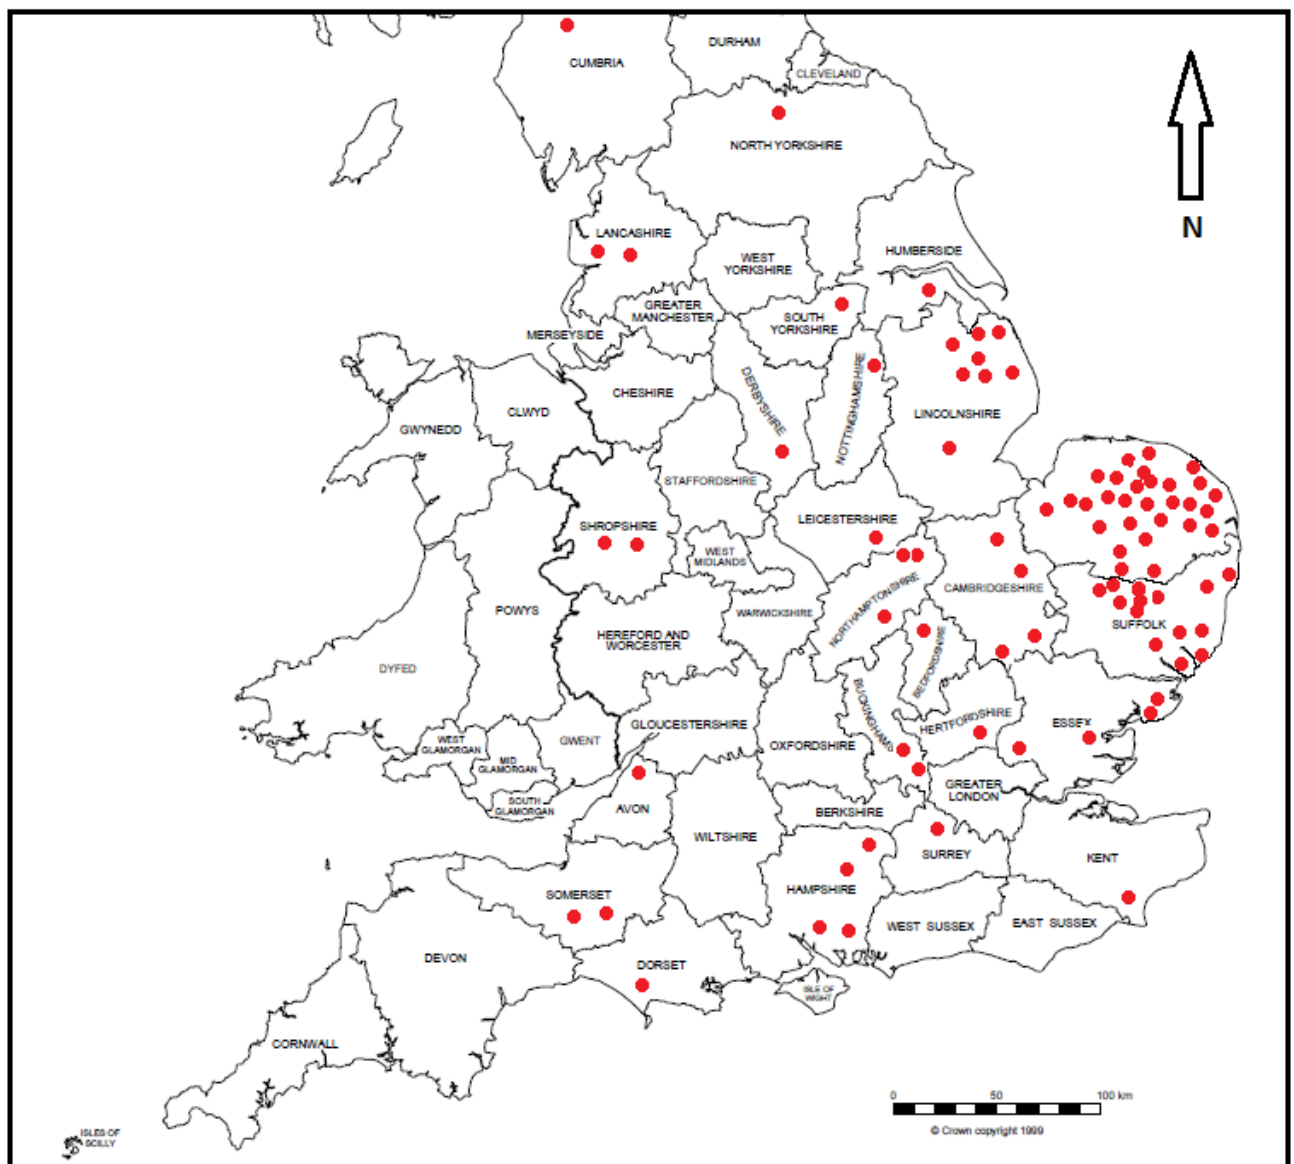 DURHAM
CUMBRIA
CLEVELAND
NORTH YORKSHIRE
N
LANCASHIRE
HUMBERSIDE
WEST
YORKSHIRE
GREATER
MANCHESTER
SOUTH
YORKSHIRE
MERSEYSIDE
CHESHIRE
DERBYSHIRE
NOTTINGHAMSHIRE
CLWYD
LINCOLNSHIRE
GWYNEDD
STAFFORDSHIRE
SHROPSHIRE
LEICESTERSHIRE
WEST
MIDLANDS
CAMBRIDGESHIRE
NORTHAMPTONSHIRE
POWYS
WARWICKSHIRE
SUFFOLK
HEREFORD AND
WORCESTER
BEDFORDSHIRE
DYFED
BUCKINGHAMS
GLOUCESTERSHIRE
HERTFORDSHIRE
ESSEX
WEST
GLAMORGAN
GWENT
OXFORDSHIRE
MID
GLAMORGAN
GREATER
LONDON
SOUTH
GLAMORGAN
AVON
BERKSHIRE
WILTSHIRE
SURREY
KENT
SOMERSET
HAMPSHIRE
WEST SUSSEX
EAST SUSSEX
DEVON
DORSET
ISLE OF
WIGHT
CORNWALL
0 50 100 km
© Crown copyright 1999
ISLES OF
SCILLY